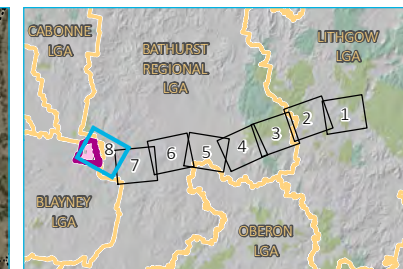 CABONNE
LGA
BATHURST
REGIONAL
LGA
LITHGOW
LGA
1
2
3
4
5
6
7
8
BLAYNEY
LGA
OBERON
LGA